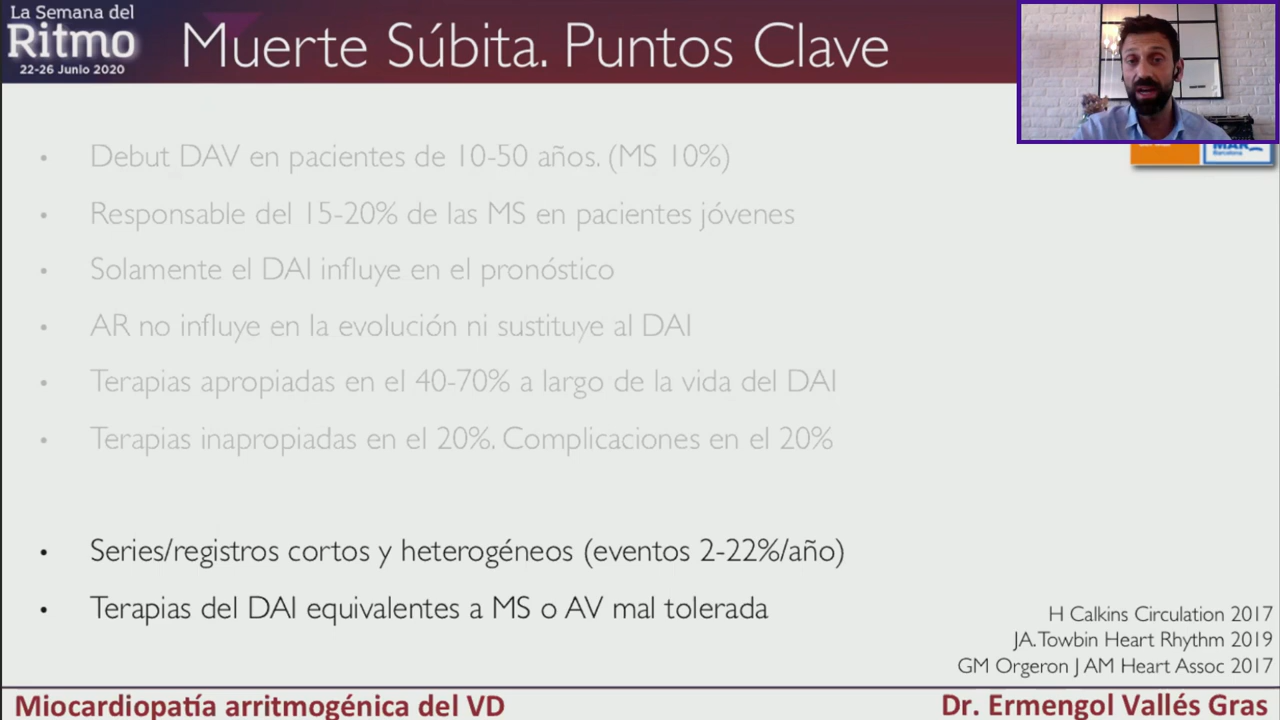 La Semana del
Ritmo
22-26 Junio 2020
Muerte Súbita. Puntos Clave
MAR
Barcelona
• Debut DAV en pacientes de 10-50 años. (MS 10%)
• Responsable del 15-20% de las MS en pacientes jóvenes
• Solamente el DAI influye en el pronóstico
• AR no influye en la evolución ni sustituye al DAI
• Terapias apropiadas en el 40-70% a largo de la vida del DAI
• Terapias inapropiadas en el 20%. Complicaciones en el 20%
• Series/registros cortos y heterogéneos (eventos 2-22%/año)
• Terapias del DAI equivalentes a MS o AV mal tolerada
H Calkins Circulation 2017
JA. Towbin Heart Rhythm 2019
GM Orgeron J AM Heart Assoc 2017
Miocardiopatía arritmogénica del VD
Dr. Ermengol Vallés Gras